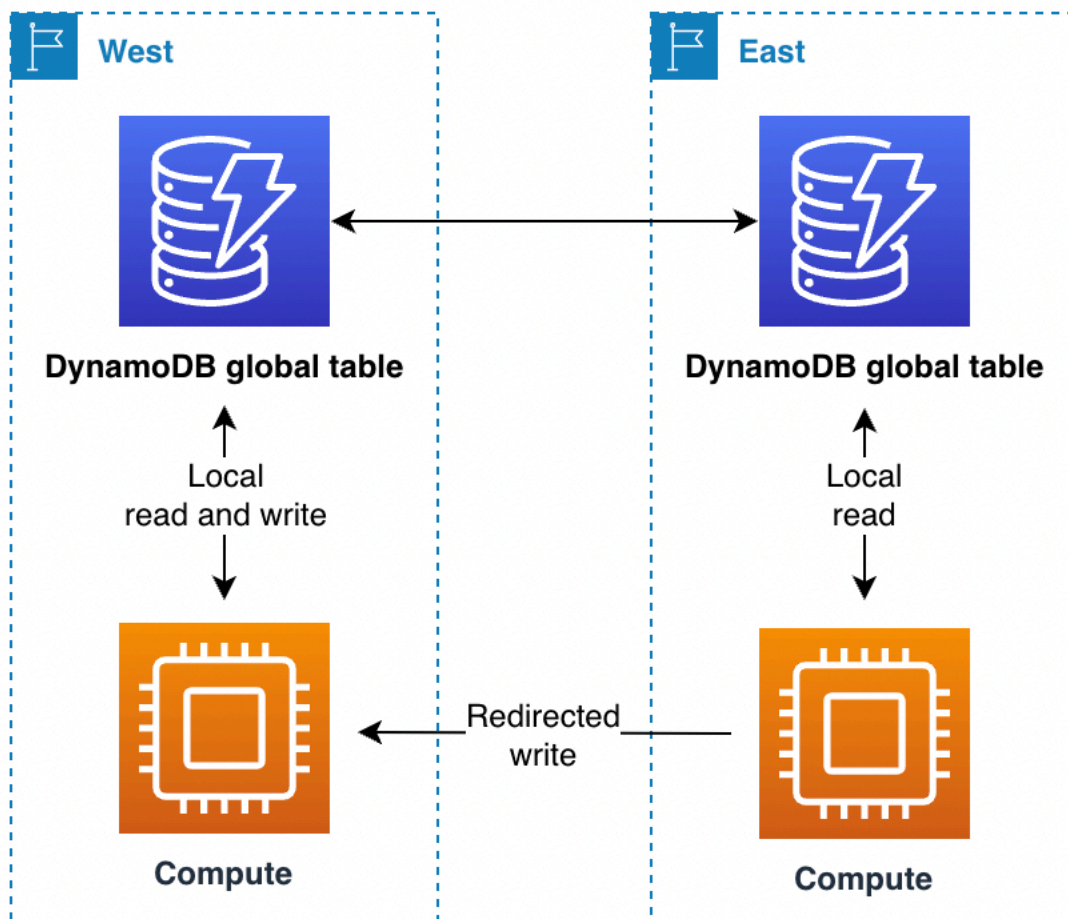 West
East
DynamoDB global table
DynamoDB global table
Local
read and write
Local
read
Redirected
write
Compute
Compute